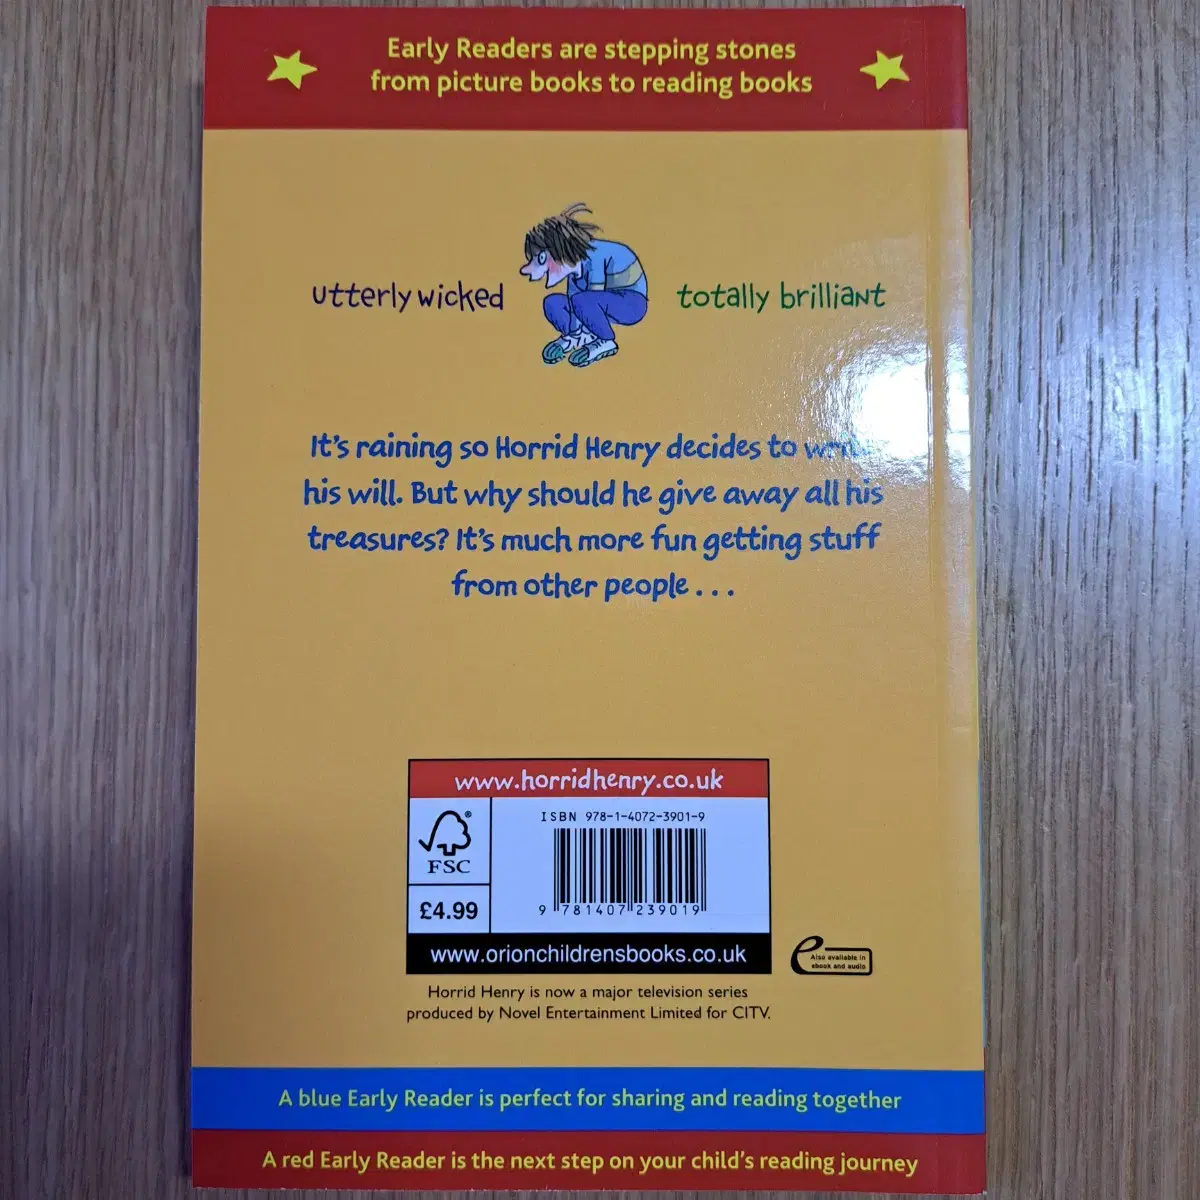 Early Readers are stepping stones
from picture books to reading books
utterly wicked
totally brilliant
It's raining so Horrid Henry decides to write
his will. But why should he give away all his
treasures? It's much more fun getting stuff
from other people . . .
www.horridhenry.co.uk
ISBN 978-1-4072-3901-9
FSC
®
£4.99
9 781407 239019
www.orionchildrensbooks.co.uk
Also available in
ebook and audio
Horrid Henry is now a major television series
produced by Novel Entertainment Limited for CITV.
A blue Early Reader is perfect for sharing and reading together
A red Early Reader is the next step on your child's reading journey